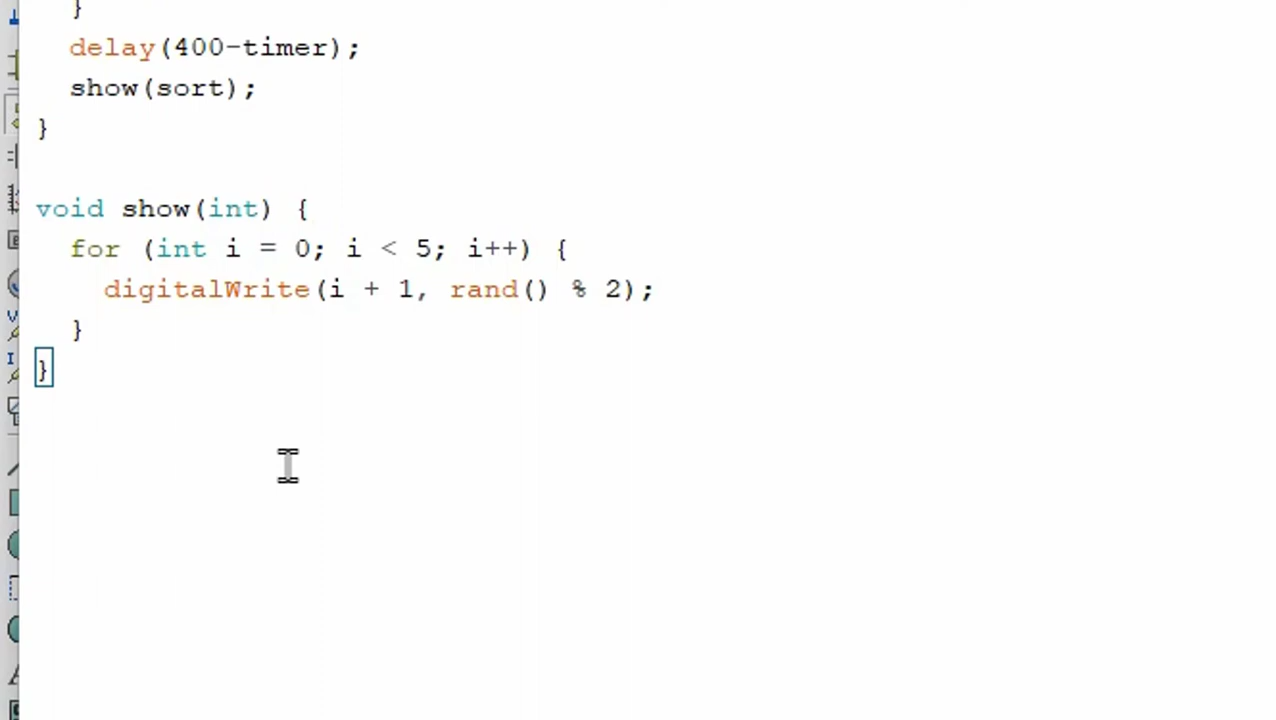 }
delay(400-timer);
show(sort);
}
void show(int) {
for (int i = 0; i < 5; i++) {
digitalWrite(i + 1, rand() % 2);
}
}